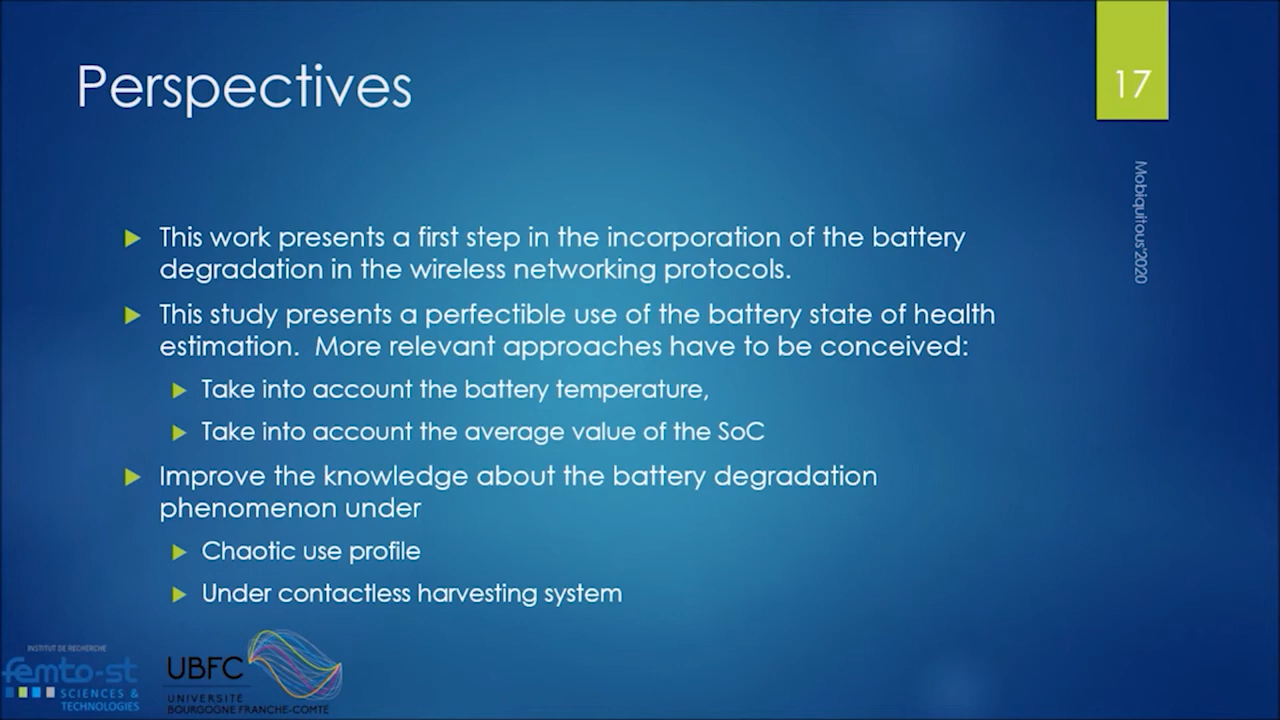 Perspectives
17
Mobiquitous'2020
This work presents a first step in the incorporation of the battery
degradation in the wireless networking protocols.
This study presents a perfectible use of the battery state of health
estimation. More relevant approaches have to be conceived:
Take into account the battery temperature,
Take into account the average value of the SoC
Improve the knowledge about the battery degradation
phenomenon under
Chaotic use profile
Under contactless harvesting system
INSTITUT DE RECHERCHE
femto-st
SCIENCES &
TECHNOLOGIES
UBFC
UNIVERSITÉ
BOURGOGNE FRANCHE-COMTÉ